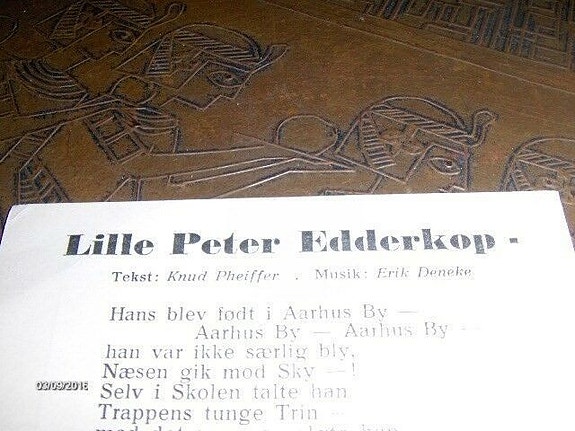 Lille Peter Edderkop -
Tekst: Knud Pheiffer . Musik: Erik Deneke
Hans blev født i Aarhus By —
Aarhus By — Aarhus By —
han var ikke særlig bly,
Næsen gik mod Sky —!
Selv i Skolen talte han
Trappens tunge Trin -
03/09/2016